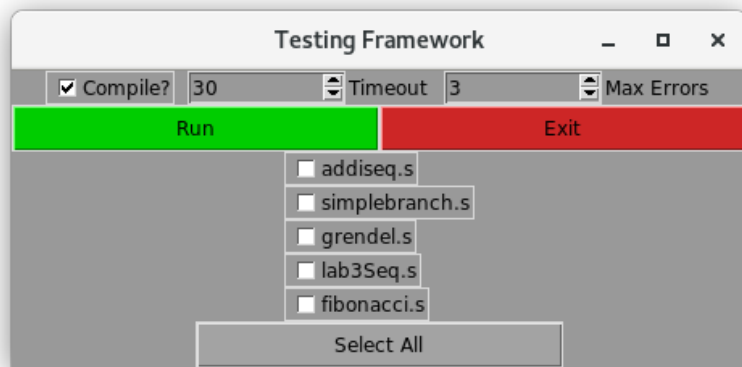 Testing Framework
Compile? 30 Timeout 3 Max Errors
Run Exit
addiseq.s
simplebranch.s
grendel.s
lab3Seq.s
fibonacci.s
Select All